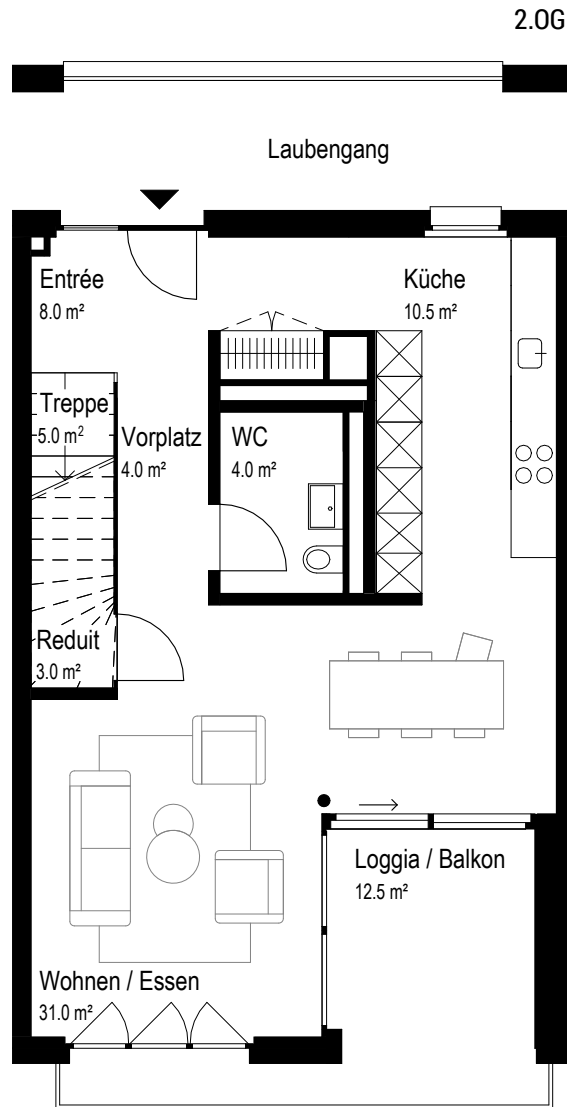 2.OG
Laubengang
Entrée
8.0 m²
Küche
10.5 m²
Treppe
5.0 m²
Vorplatz
4.0 m²
WC
4.0 m²
Reduit
3.0 m²
Loggia / Balkon
12.5 m²
Wohnen / Essen
31.0 m²